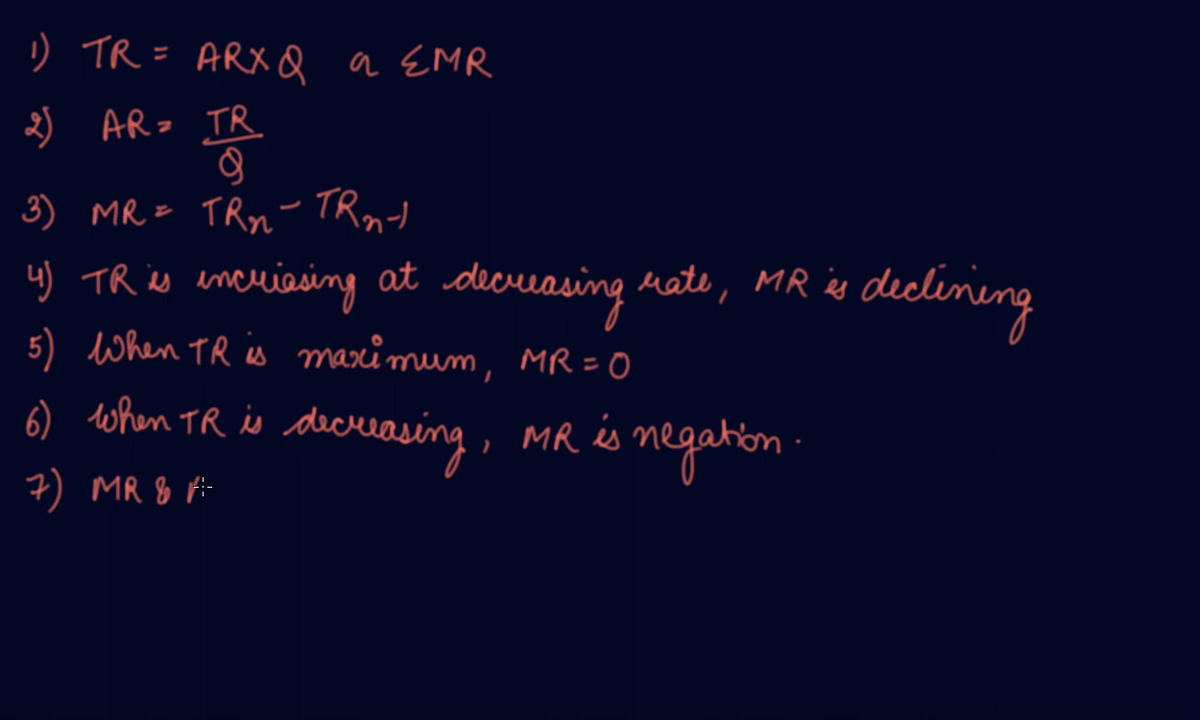 1) TR = AR X Q or ΣMR
2) AR = TR/Q
3) MR = TRn - TRn-1
4) TR is increasing at decreasing rate, MR is declining
5) When TR is maximum, MR = 0
6) When TR is decreasing, MR is negation.
7) MR &